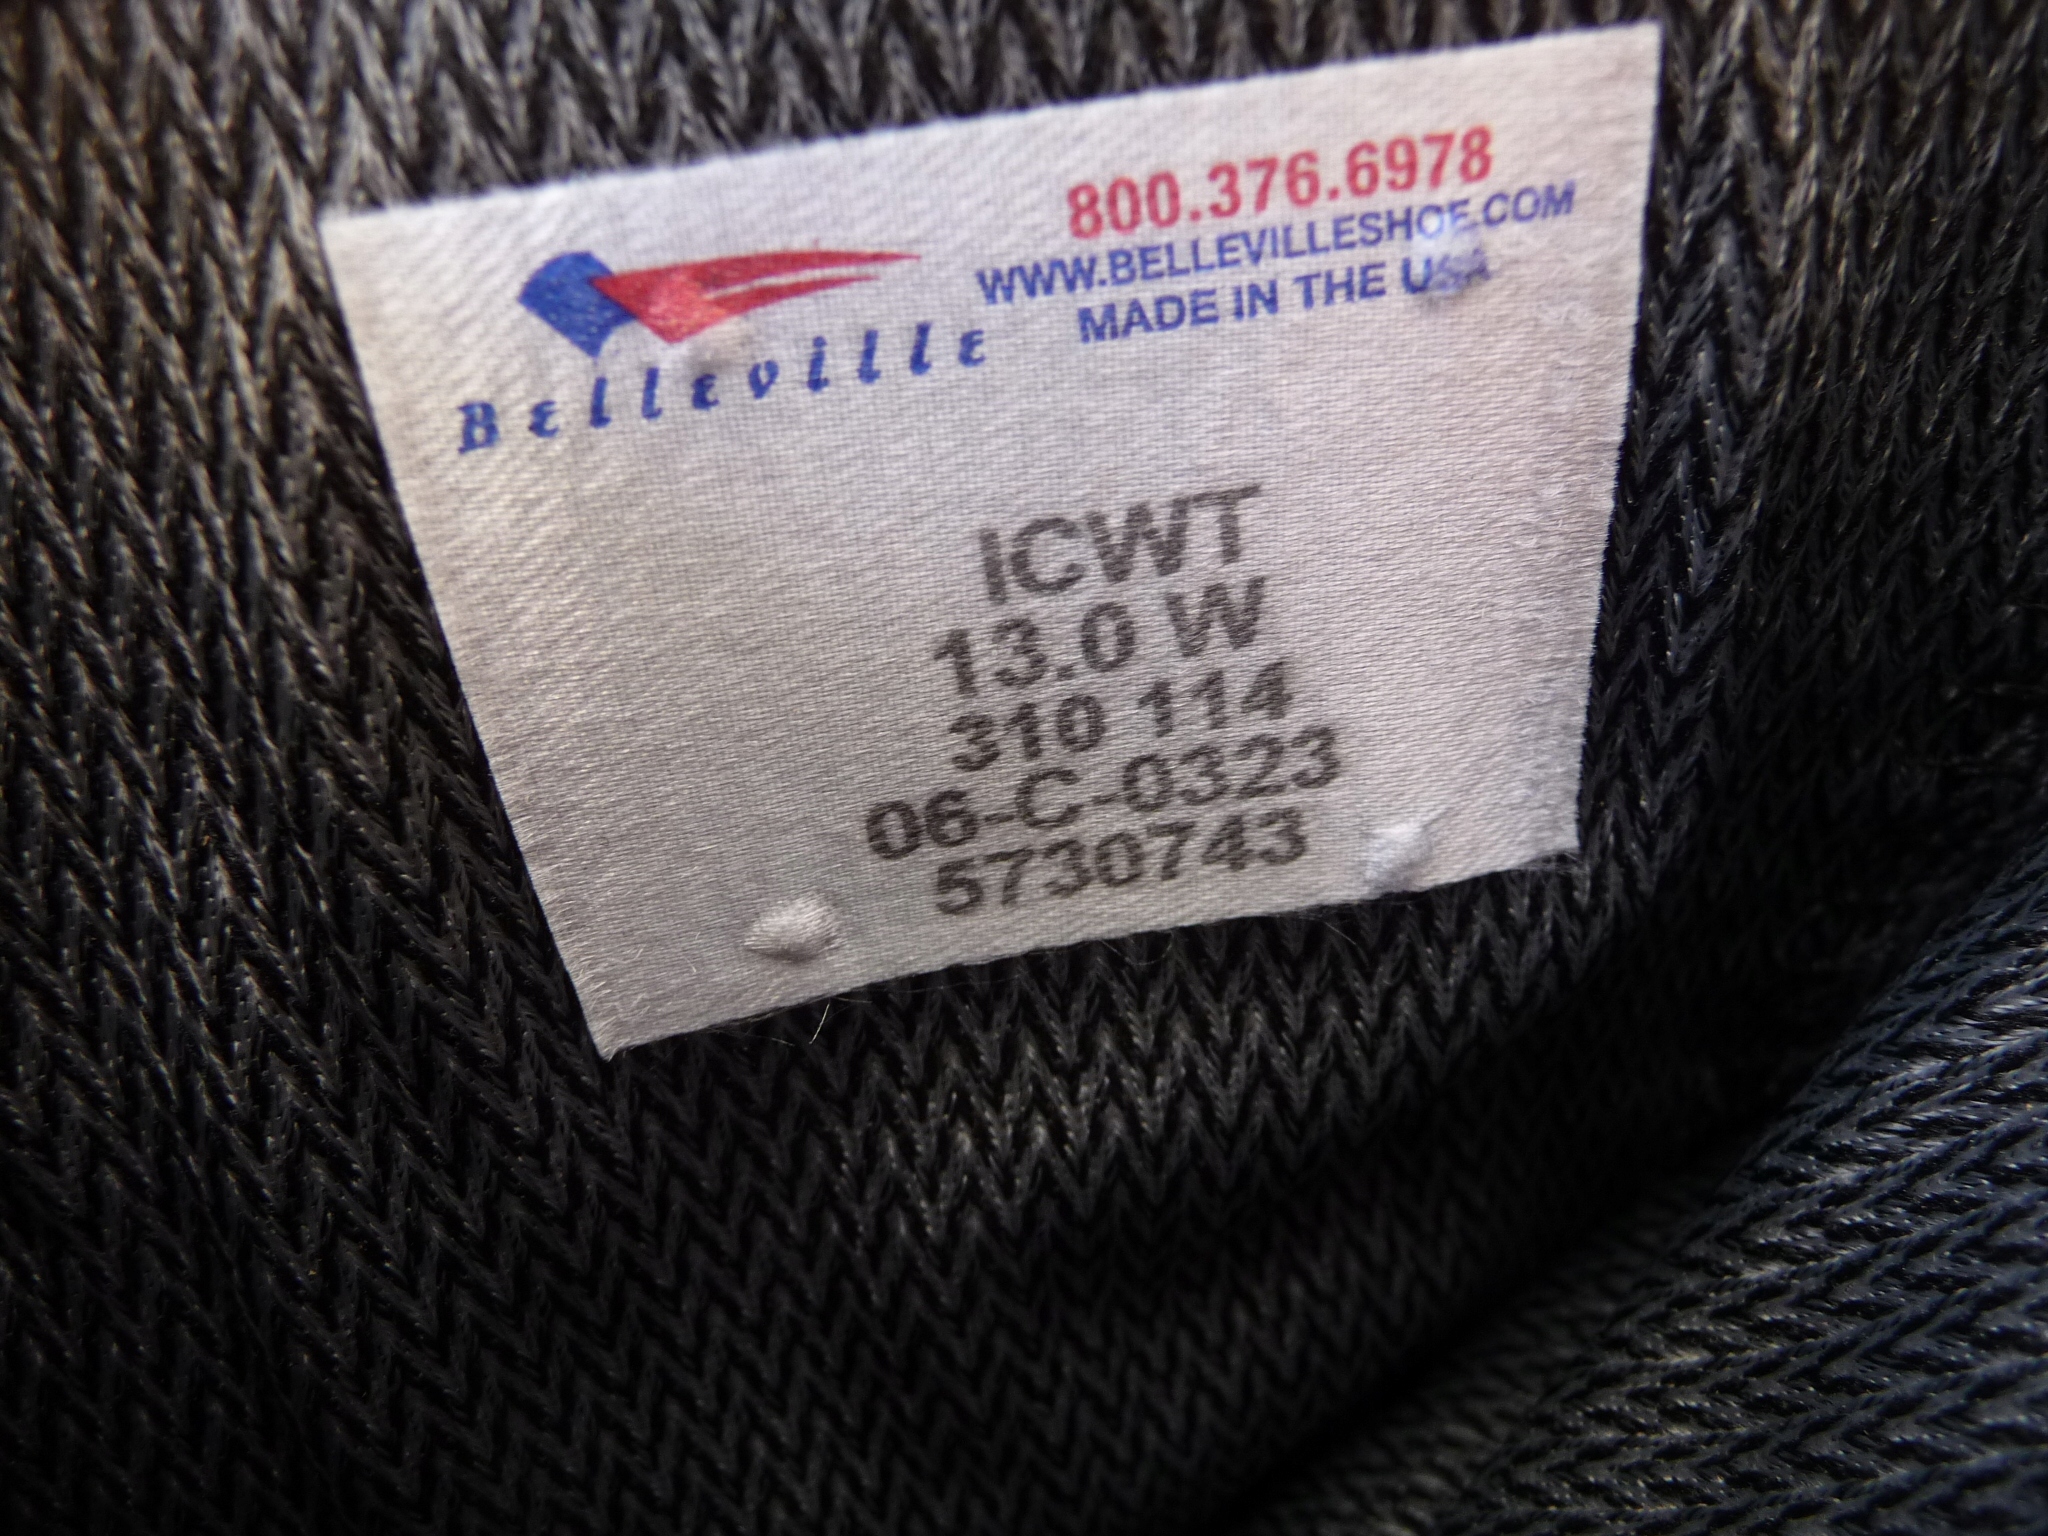 800.376.6978
WWW.BELLEVILLESHOE.COM
MADE IN THE USA
Belleville
ICWT
13.0 W
310 114
06-C-0323
5730743